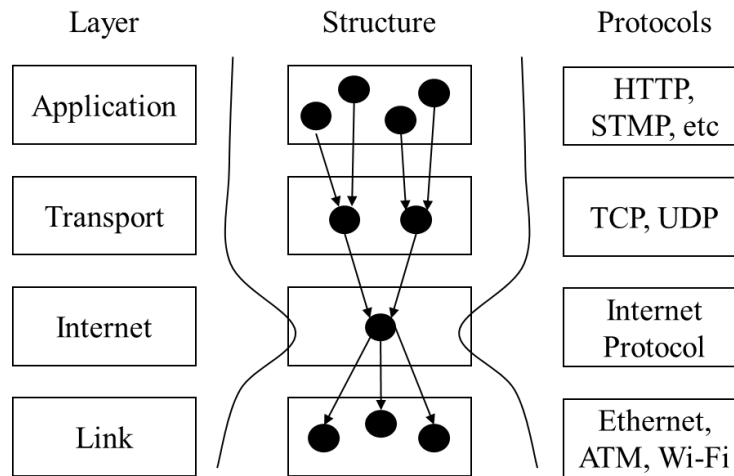 Layer Structure Protocols
Application
HTTP,
STMP, etc
Transport
TCP, UDP
Internet
Internet
Protocol
Link
Ethernet,
ATM, Wi-Fi